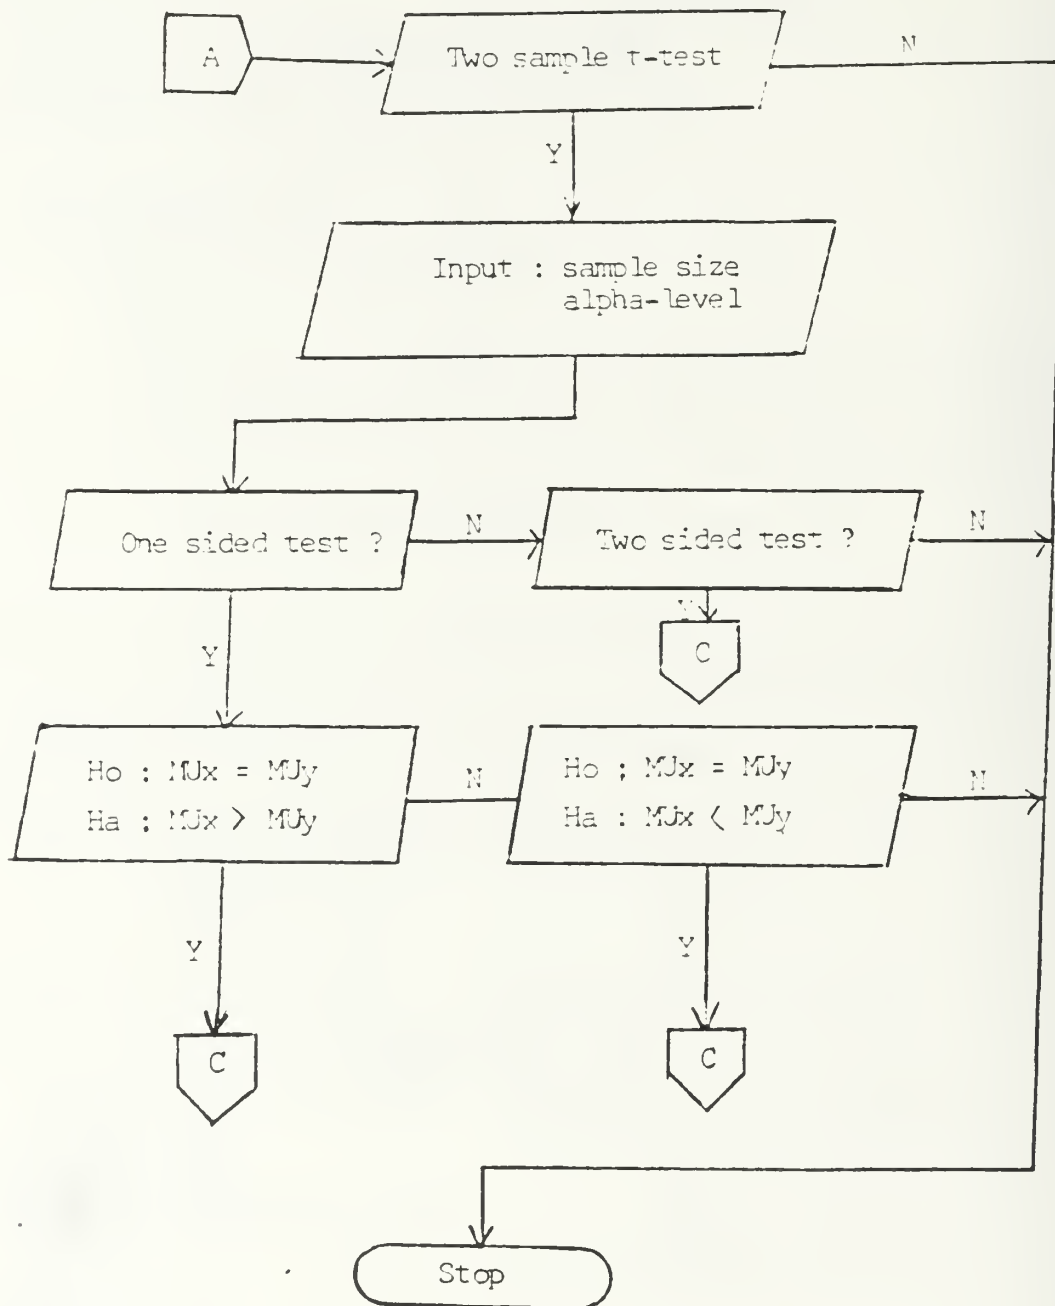 A
Two sample t-test
N
Y
Input : sample size
alpha-level
One sided test ?
N
Two sided test ?
N
Y
Y
C
Ho : MUx = MUy
Ha : MUx > MUy
N
Ho ; MUx = MUy
Ha : MUx < MUy
N
Y
Y
C
C
Stop